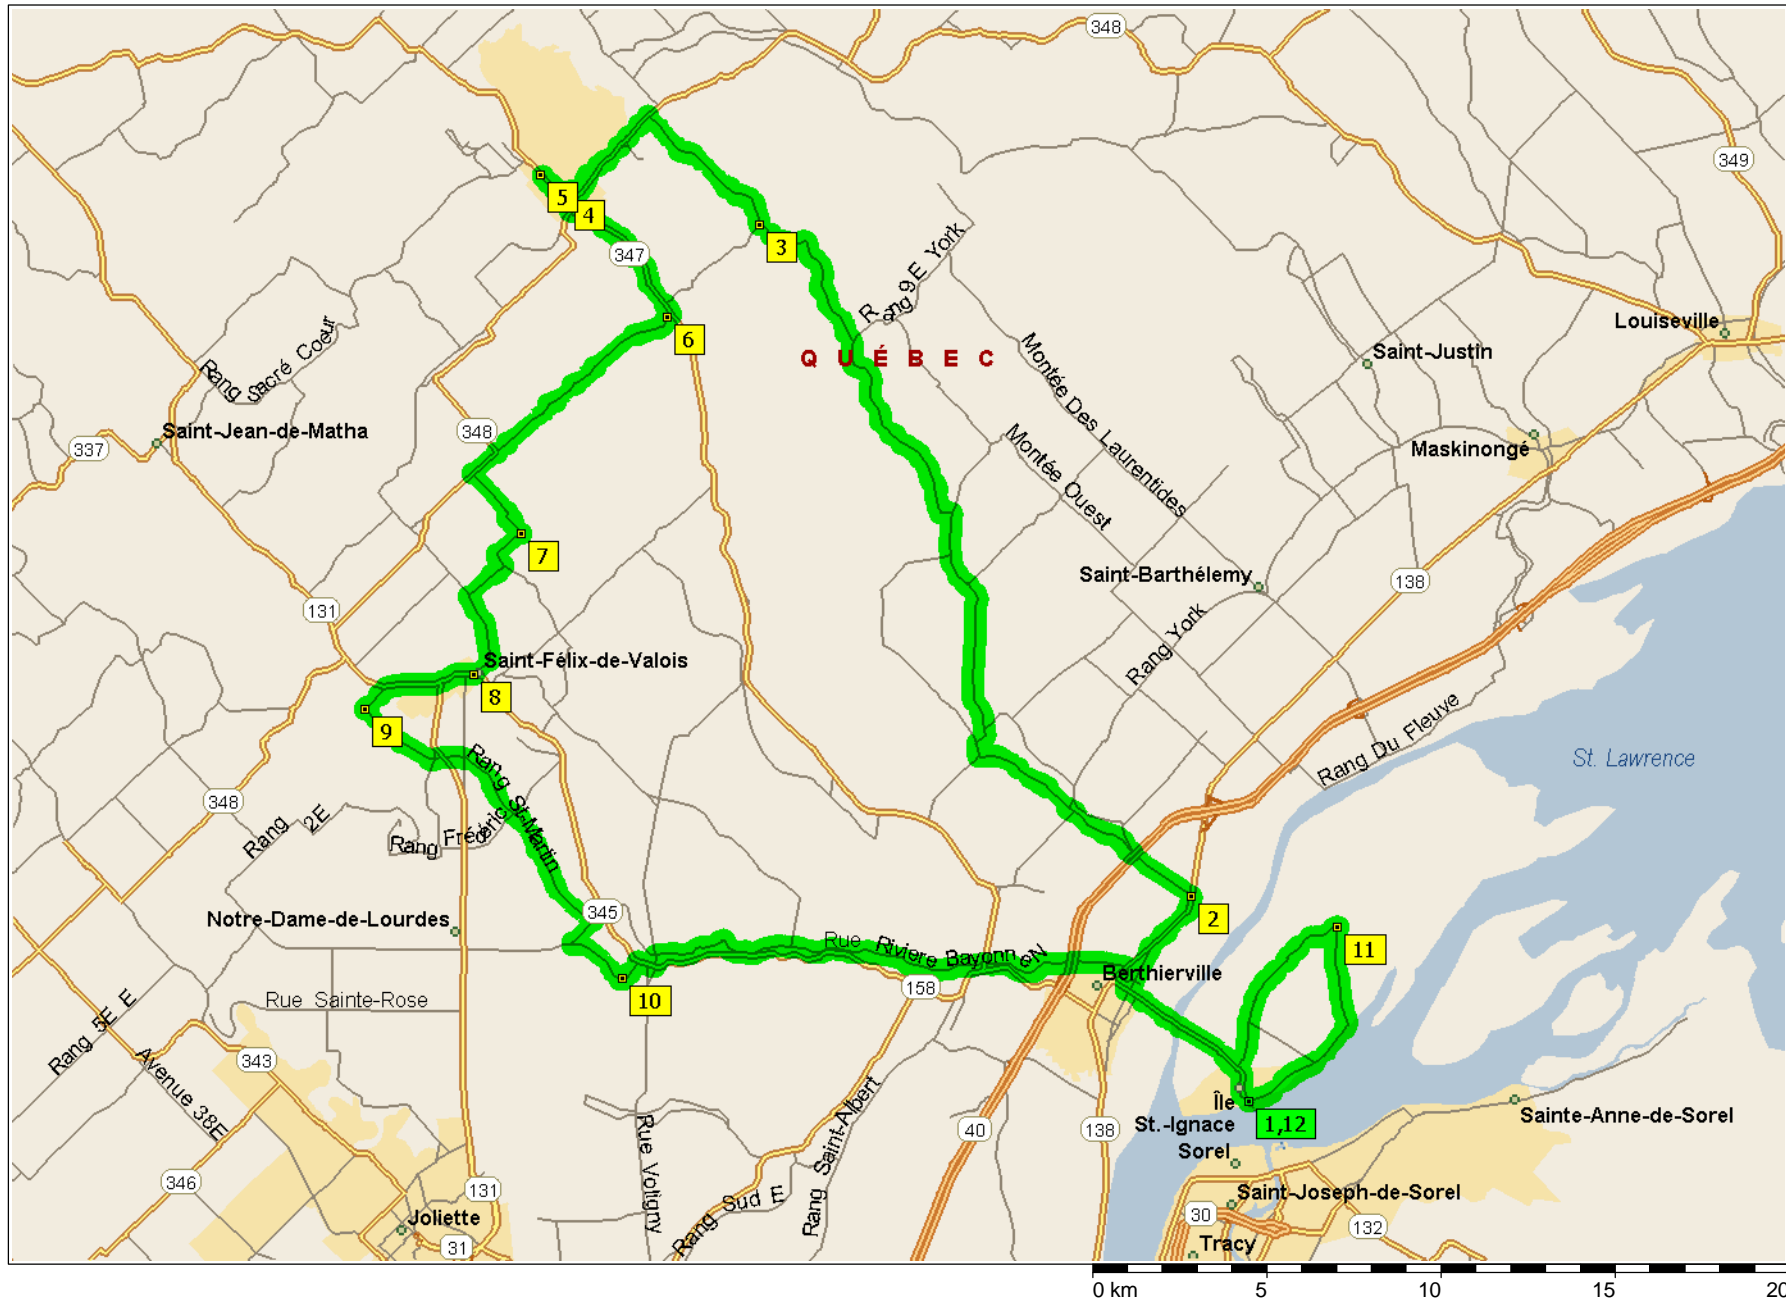 348
349
5
4
3
347
Rang 9 E York
6
QUÉBEC
Louiseville
Saint-Justin
Rang Sacré Coeur
Montée Des Laurentides
Saint-Jean-de-Matha
337
348
Montée Ouest
Maskinongé
7
Saint-Barthélemy
138
131
Rang York
Saint-Félix-de-Valois
8
9
Rang Du Fleuve
St. Lawrence
Rang St-Martin
348
Rang 2E
Rang Frédéric
Notre-Dame-de-Lourdes
345
2
11
Rue Riviere Bayonne N
Berthierville
158
10
Rue Sainte-Rose
Rang 5E E
343
Avenue 38E
Île
St.-Ignace
1,12
Sainte-Anne-de-Sorel
Rue Voligny
Rang Saint-Albert
40
138
Sorel
346
131
Rang Sud E
Saint-Joseph-de-Sorel
30
132
Joliette
31
Tracy
0 km
5
10
15
20